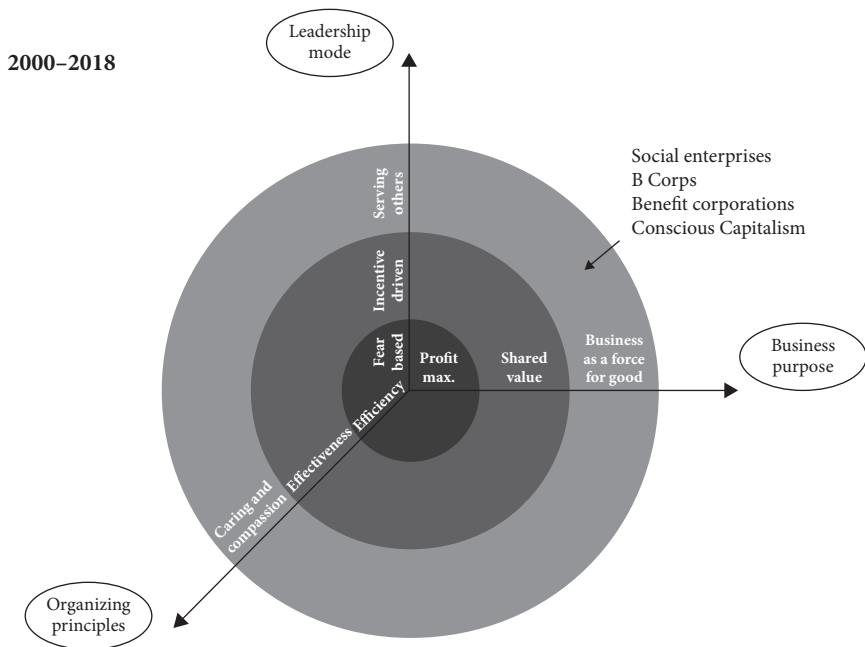 Leadership
mode
2000–2018
Social enterprises
B Corps
Benefit corporations
Conscious Capitalism
Serving
others
Incentive
driven
Fear
based
Profit
max.
Shared
value
Business
as a force
for good
Business
purpose
Efficiency
Effectiveness
Caring and
compassion
Organizing
principles